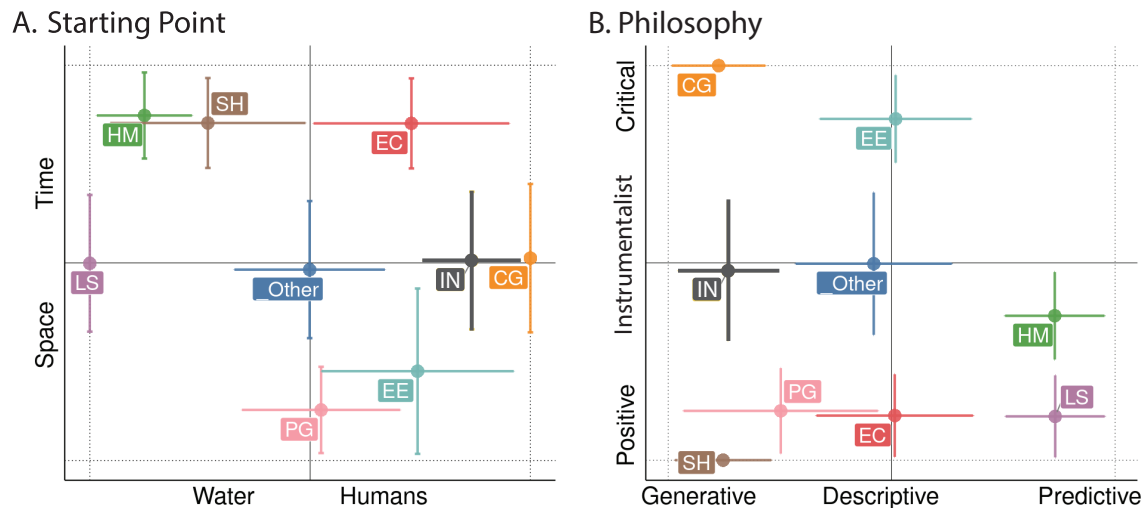 A. Starting Point
Time
Space
HM
SH
EC
LS
_Other
IN
CG
EE
PG
Water
Humans
B. Philosophy
Critical
Instrumentalist
Positive
CG
EE
IN
_Other
HM
PG
LS
EC
SH
Generative
Descriptive
Predictive